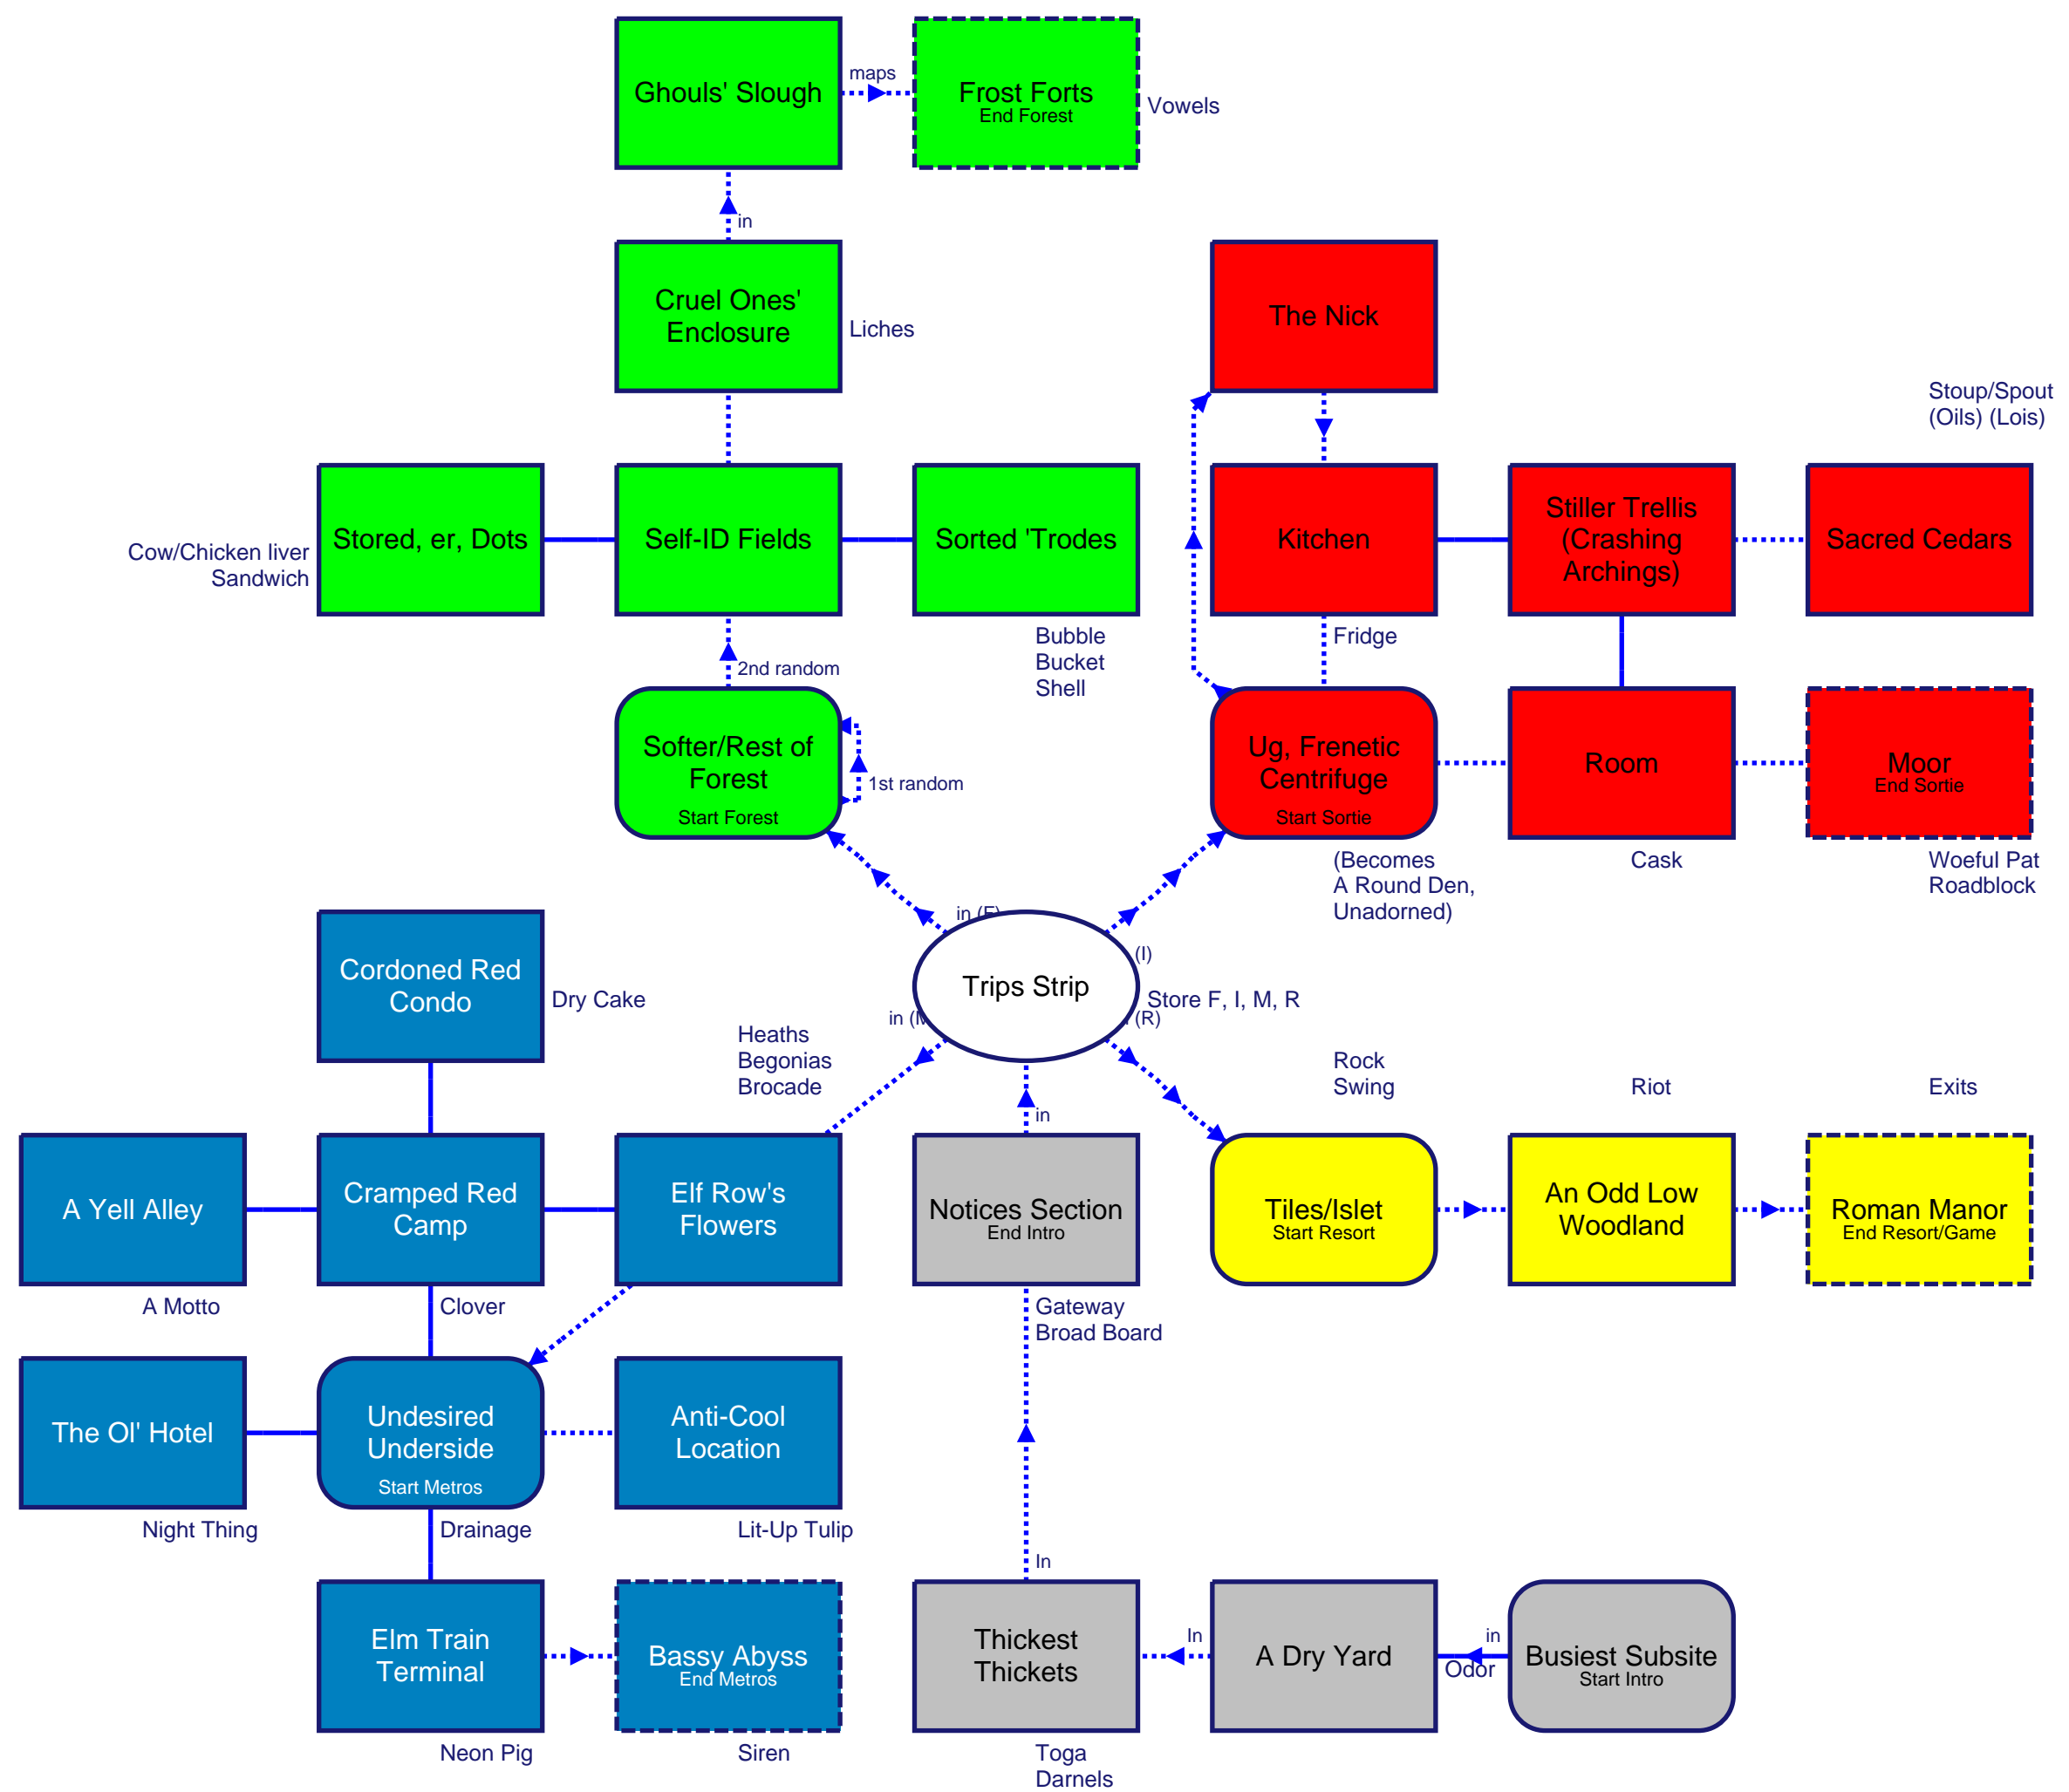 Ghouls' Slough
maps
Frost Forts
End Forest
Vowels
in
Cruel Ones'
Enclosure
Liches
The Nick
Stoup/Spout
(Oils) (Lois)
Cow/Chicken liver
Sandwich
Stored, er, Dots
Self-ID Fields
Sorted 'Trodes
Bubble
Bucket
Shell
Kitchen
Fridge
Stiller Trellis
(Crashing
Archings)
Sacred Cedars
2nd random
Softer/Rest of
Forest
Start Forest
1st random
Ug, Frenetic
Centrifuge
Start Sortie
(Becomes
A Round Den,
Unadorned)
Room
Cask
Moor
End Sortie
Woeful Pat
Roadblock
in (F)
(I)
Trips Strip
Store F, I, M, R
in (M
(R)
Cordoned Red
Condo
Dry Cake
Heaths
Begonias
Brocade
Rock
Swing
Riot
Exits
A Yell Alley
A Motto
Cramped Red
Camp
Clover
Elf Row's
Flowers
in
Notices Section
End Intro
Gateway
Broad Board
Tiles/Islet
Start Resort
An Odd Low
Woodland
Roman Manor
End Resort/Game
The Ol' Hotel
Night Thing
Undesired
Underside
Start Metros
Drainage
Anti-Cool
Location
Lit-Up Tulip
In
Elm Train
Terminal
Neon Pig
Bassy Abyss
End Metros
Siren
Thickest
Thickets
Toga
Darnels
In
A Dry Yard
in
Odor
Busiest Subsite
Start Intro